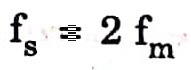 fₛ = 2 fₘ